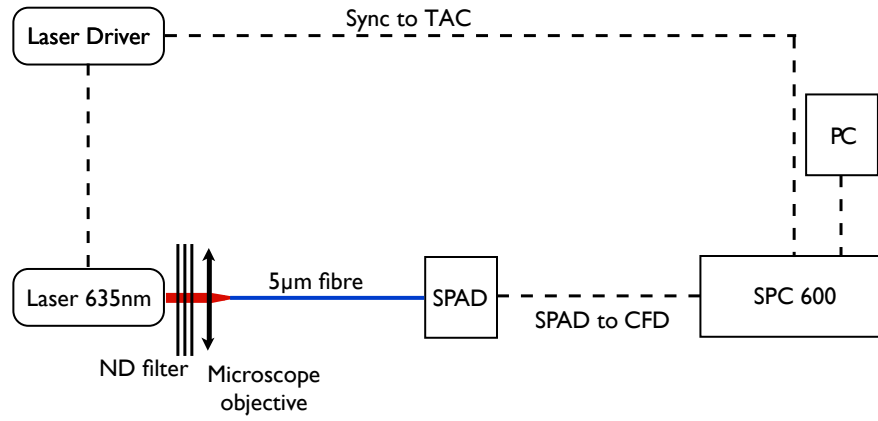 Sync to TAC
Laser Driver
PC
5µm fibre
Laser 635nm
SPAD
SPC 600
SPAD to CFD
ND filter
Microscope
objective